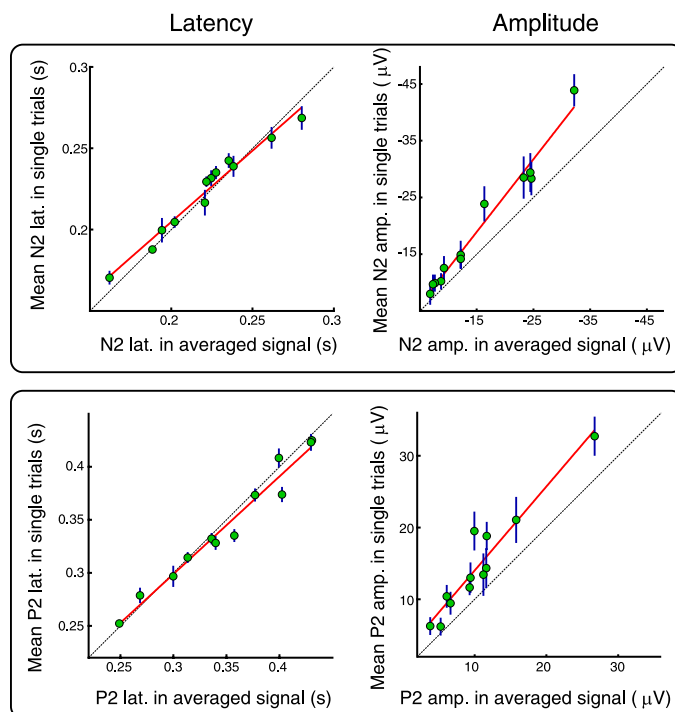 Latency
Amplitude
Mean N2 lat. in single trials (s)
0.3
0.25
0.2
0.2
0.25
0.3
N2 lat. in averaged signal (s)
Mean N2 amp. in single trials ( μV)
-45
-35
-25
-15
-15
-25
-35
-45
N2 amp. in averaged signal ( μV)
Mean P2 lat. in single trials (s)
0.4
0.35
0.3
0.25
0.25
0.3
0.35
0.4
P2 lat. in averaged signal (s)
Mean P2 amp. in single trials ( μV)
30
20
10
10
20
30
P2 amp. in averaged signal ( μV)